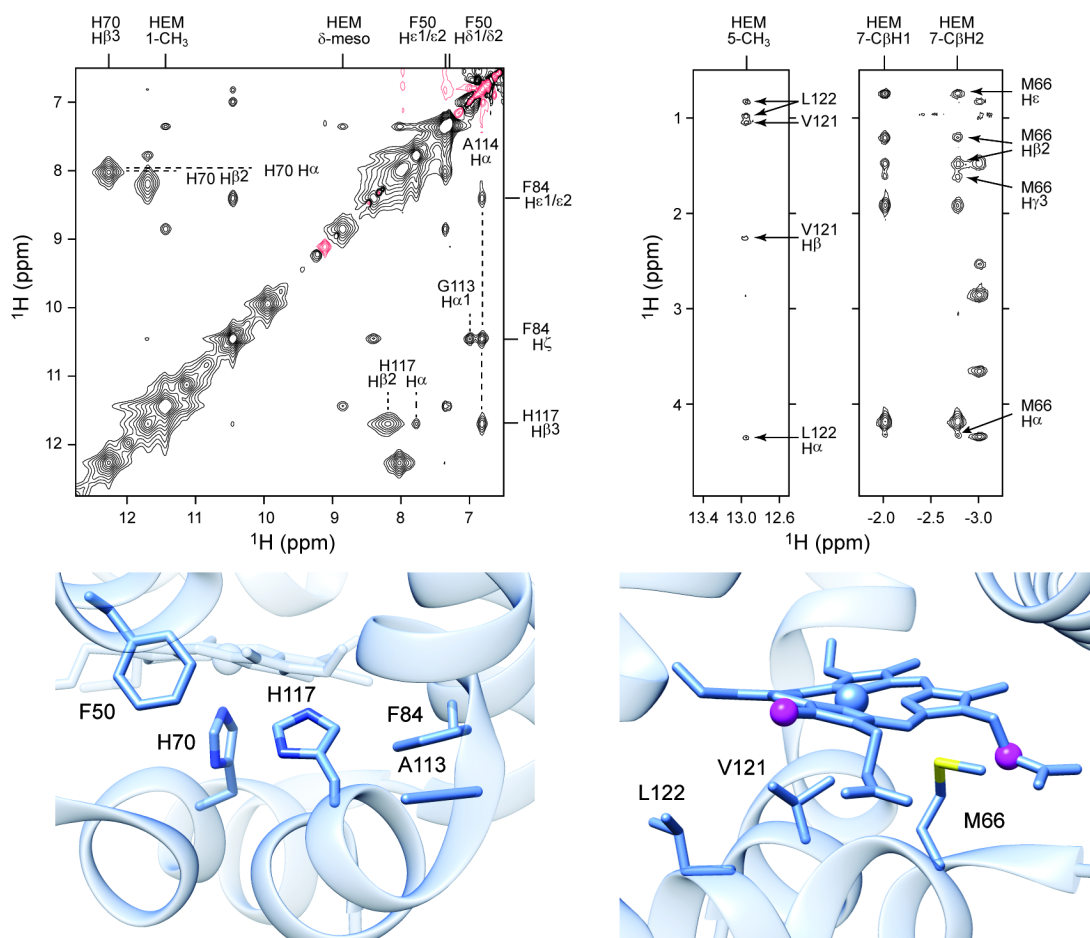 H70
Hβ3
HEM
1-CH3
HEM
δ-meso
F50
Hε1/ε2
F50
Hδ1/δ2
7
8
9
10
11
12
1H (ppm)
H70 Hβ2
H70 Hα
A114
Hα
G113
Hα1
H117
Hβ2
Hα
F84
Hε1/ε2
F84
Hζ
H117
Hβ3
12
11
10
9
8
7
1H (ppm)
HEM
5-CH3
HEM
7-CβH1
HEM
7-CβH2
1
2
3
4
1H (ppm)
L122
V121
V121
Hβ
L122
Hα
M66
Hε
M66
Hβ2
M66
Hγ3
M66
Hα
13.4
13.0
12.6
-2.0
-2.5
-3.0
1H (ppm)
F50
H70
H117
F84
A113
L122
V121
M66